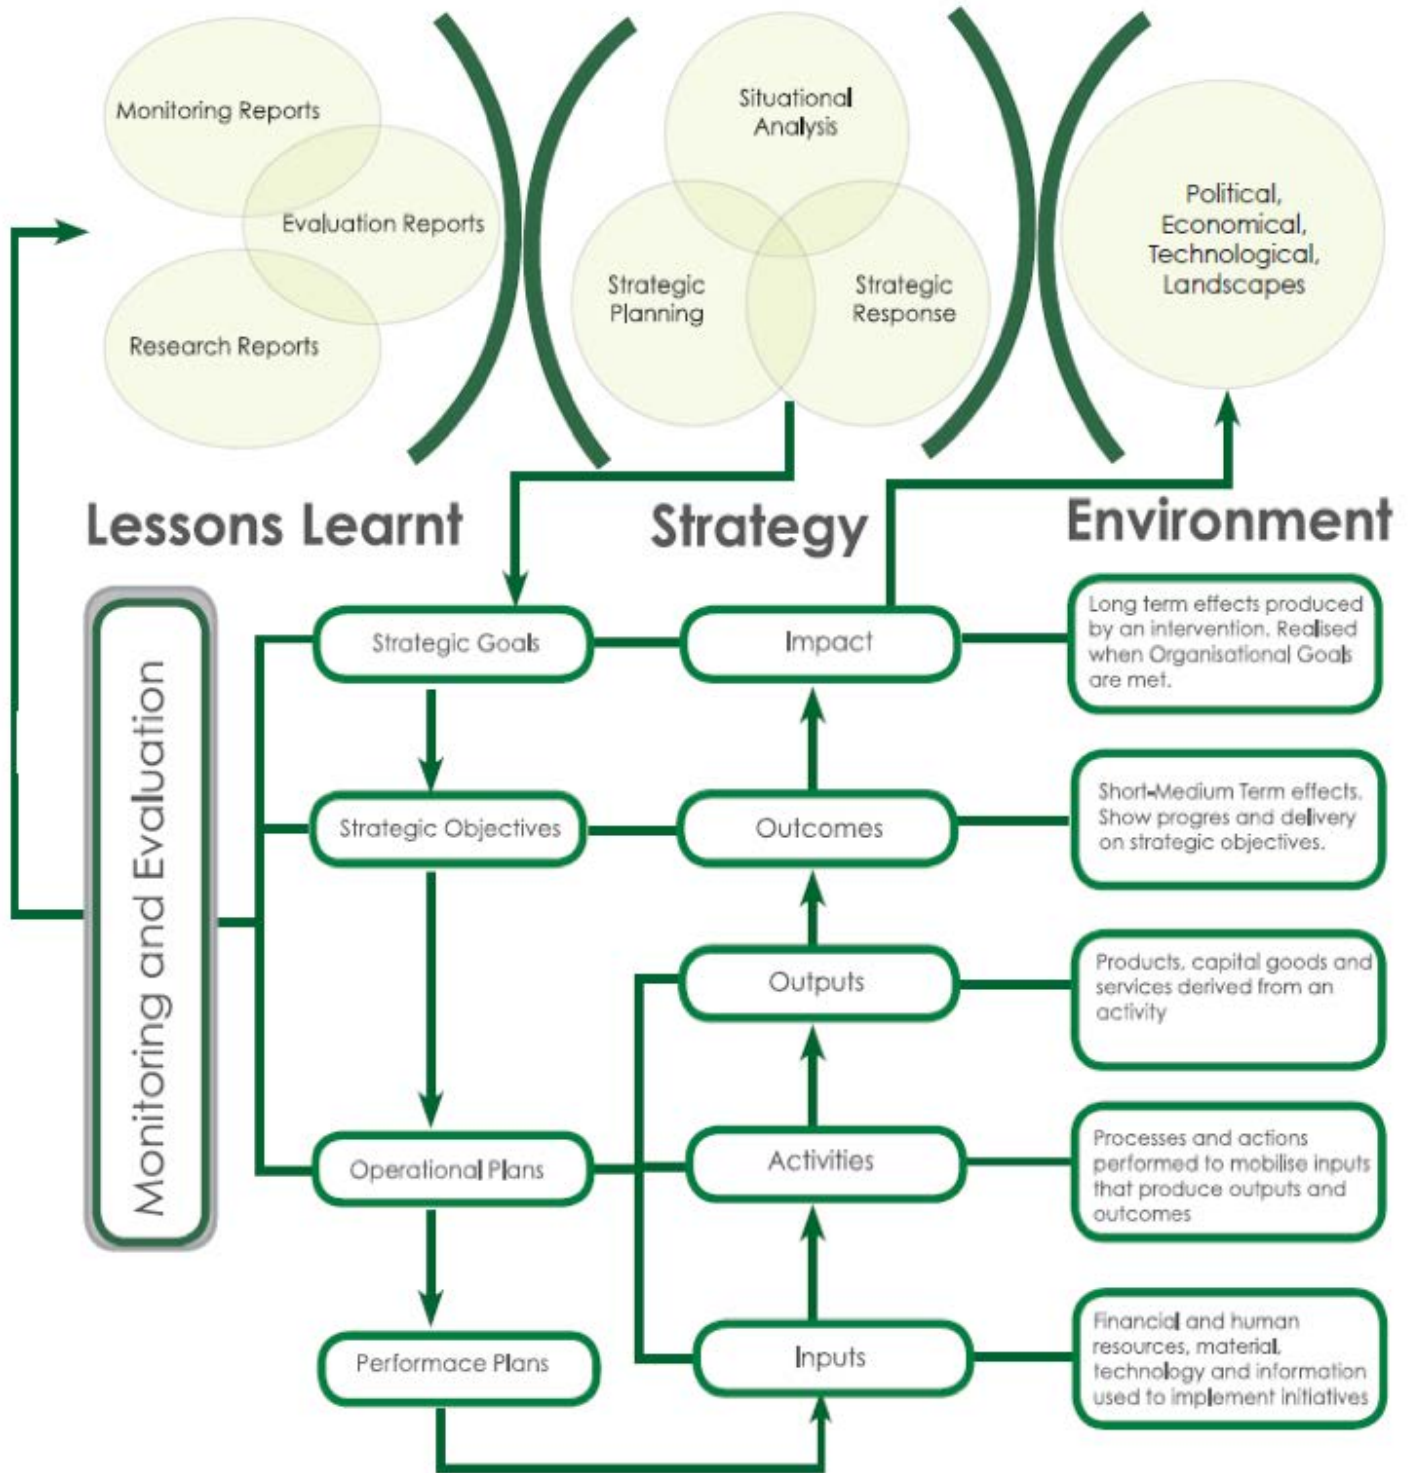 Monitoring Reports
Evaluation Reports
Research Reports
Situational
Analysis
Strategic
Planning
Strategic
Response
Political,
Economical,
Technological,
Landscapes
Lessons Learnt
Strategy
Environment
Monitoring and Evaluation
Strategic Goals
Impact
Long term effects produced
by an intervention. Realised
when Organisational Goals
are met.
Strategic Objectives
Outcomes
Short-Medium Term effects.
Show progres and delivery
on strategic objectives.
Outputs
Products, capital goods and
services derived from an
activity
Operational Plans
Activities
Processes and actions
performed to mobilise inputs
that produce outputs and
outcomes
Performace Plans
Inputs
Financial and human
resources, material,
technology and information
used to implement initiatives